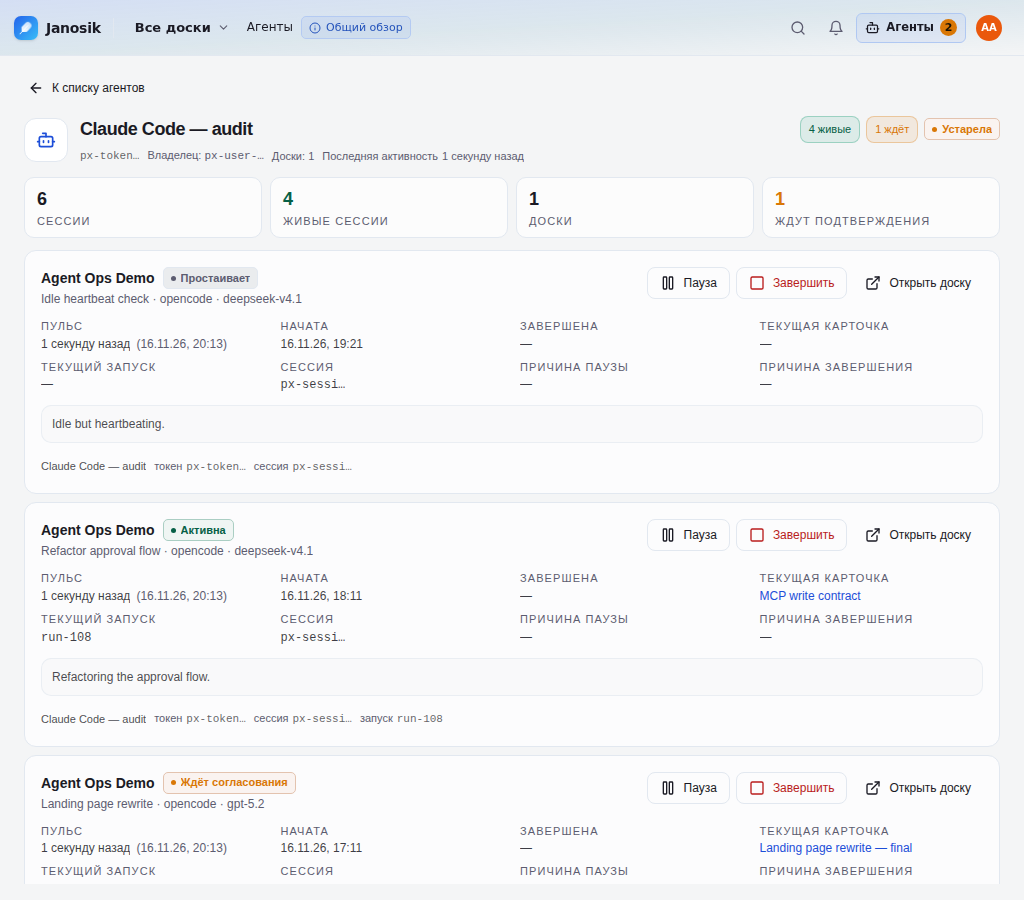 Janosik Все доски Агенты Общий обзор Агенты 2 AA
К списку агентов
Claude Code — audit 4 живые 1 ждёт Устарела
px-token… Владелец: px-user-… Доски: 1 Последняя активность 1 секунду назад
6 4 1 1
СЕССИИ ЖИВЫЕ СЕССИИ ДОСКИ ЖДУТ ПОДТВЕРЖДЕНИЯ
Agent Ops Demo Простаивает Пауза Завершить Открыть доску
Idle heartbeat check · opencode · deepseek-v4.1
ПУЛЬС НАЧАТА ЗАВЕРШЕНА ТЕКУЩАЯ КАРТОЧКА
1 секунду назад (16.11.26, 20:13) 16.11.26, 19:21 — —
ТЕКУЩИЙ ЗАПУСК СЕССИЯ ПРИЧИНА ПАУЗЫ ПРИЧИНА ЗАВЕРШЕНИЯ
— px-sessi… — —
Idle but heartbeating.
Claude Code — audit токен px-token… сессия px-sessi…
Agent Ops Demo Активна Пауза Завершить Открыть доску
Refactor approval flow · opencode · deepseek-v4.1
ПУЛЬС НАЧАТА ЗАВЕРШЕНА ТЕКУЩАЯ КАРТОЧКА
1 секунду назад (16.11.26, 20:13) 16.11.26, 18:11 — MCP write contract
ТЕКУЩИЙ ЗАПУСК СЕССИЯ ПРИЧИНА ПАУЗЫ ПРИЧИНА ЗАВЕРШЕНИЯ
run-108 px-sessi… — —
Refactoring the approval flow.
Claude Code — audit токен px-token… сессия px-sessi… запуск run-108
Agent Ops Demo Ждёт согласования Пауза Завершить Открыть доску
Landing page rewrite · opencode · gpt-5.2
ПУЛЬС НАЧАТА ЗАВЕРШЕНА ТЕКУЩАЯ КАРТОЧКА
1 секунду назад (16.11.26, 20:13) 16.11.26, 17:11 — Landing page rewrite — final
ТЕКУЩИЙ ЗАПУСК СЕССИЯ ПРИЧИНА ПАУЗЫ ПРИЧИНА ЗАВЕРШЕНИЯ